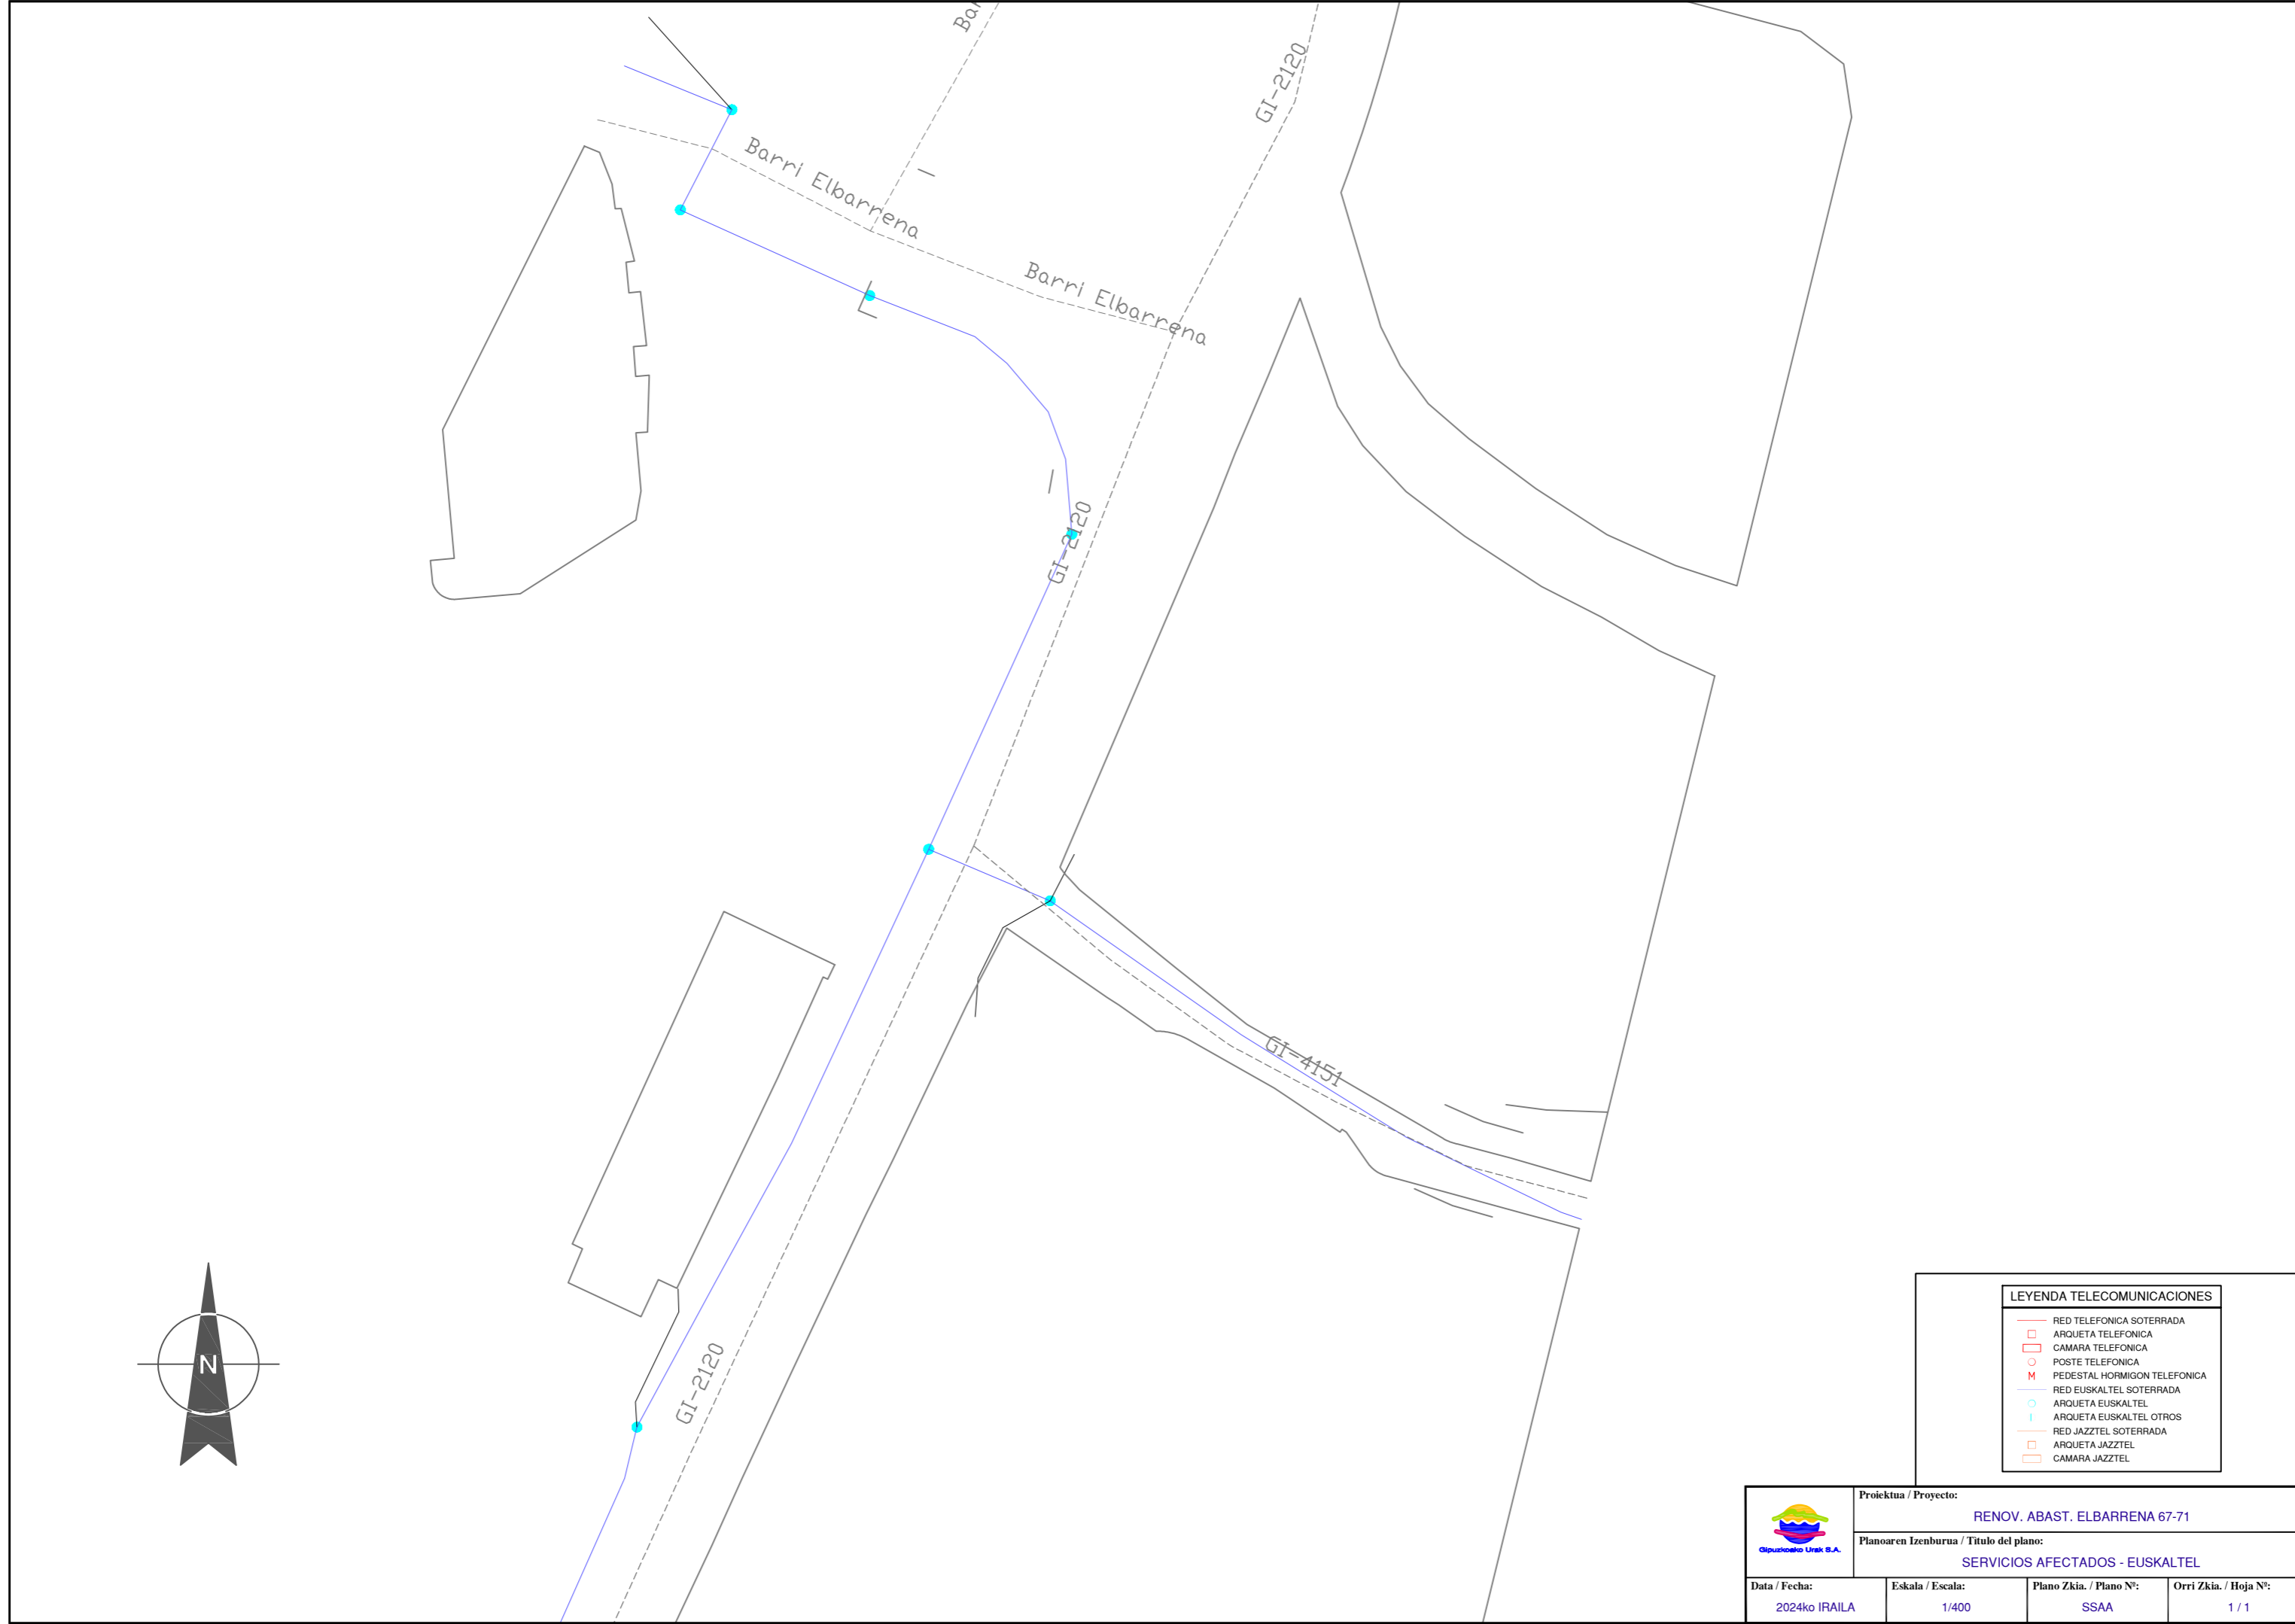 Bar
GI-2120
Barri Elbarrena
Barri Elbarrena
GI-2120
GI-4151
GI-2120
N
LEYENDA TELECOMUNICACIONES
RED TELEFONICA SOTERRADA
ARQUETA TELEFONICA
CAMARA TELEFONICA
POSTE TELEFONICA
M PEDESTAL HORMIGON TELEFONICA
RED EUSKALTEL SOTERRADA
ARQUETA EUSKALTEL
ARQUETA EUSKALTEL OTROS
RED JAZZTEL SOTERRADA
ARQUETA JAZZTEL
CAMARA JAZZTEL
Gipuzkoako Urak S.A.
Proiektua / Proyecto:
RENOV. ABAST. ELBARRENA 67-71
Planoaren Izenburua / Titulo del plano:
SERVICIOS AFECTADOS - EUSKALTEL
Data / Fecha:
2024ko IRAILA
Eskala / Escala:
1/400
Plano Zkia. / Plano Nº:
SSAA
Orri Zkia. / Hoja Nº:
1 / 1